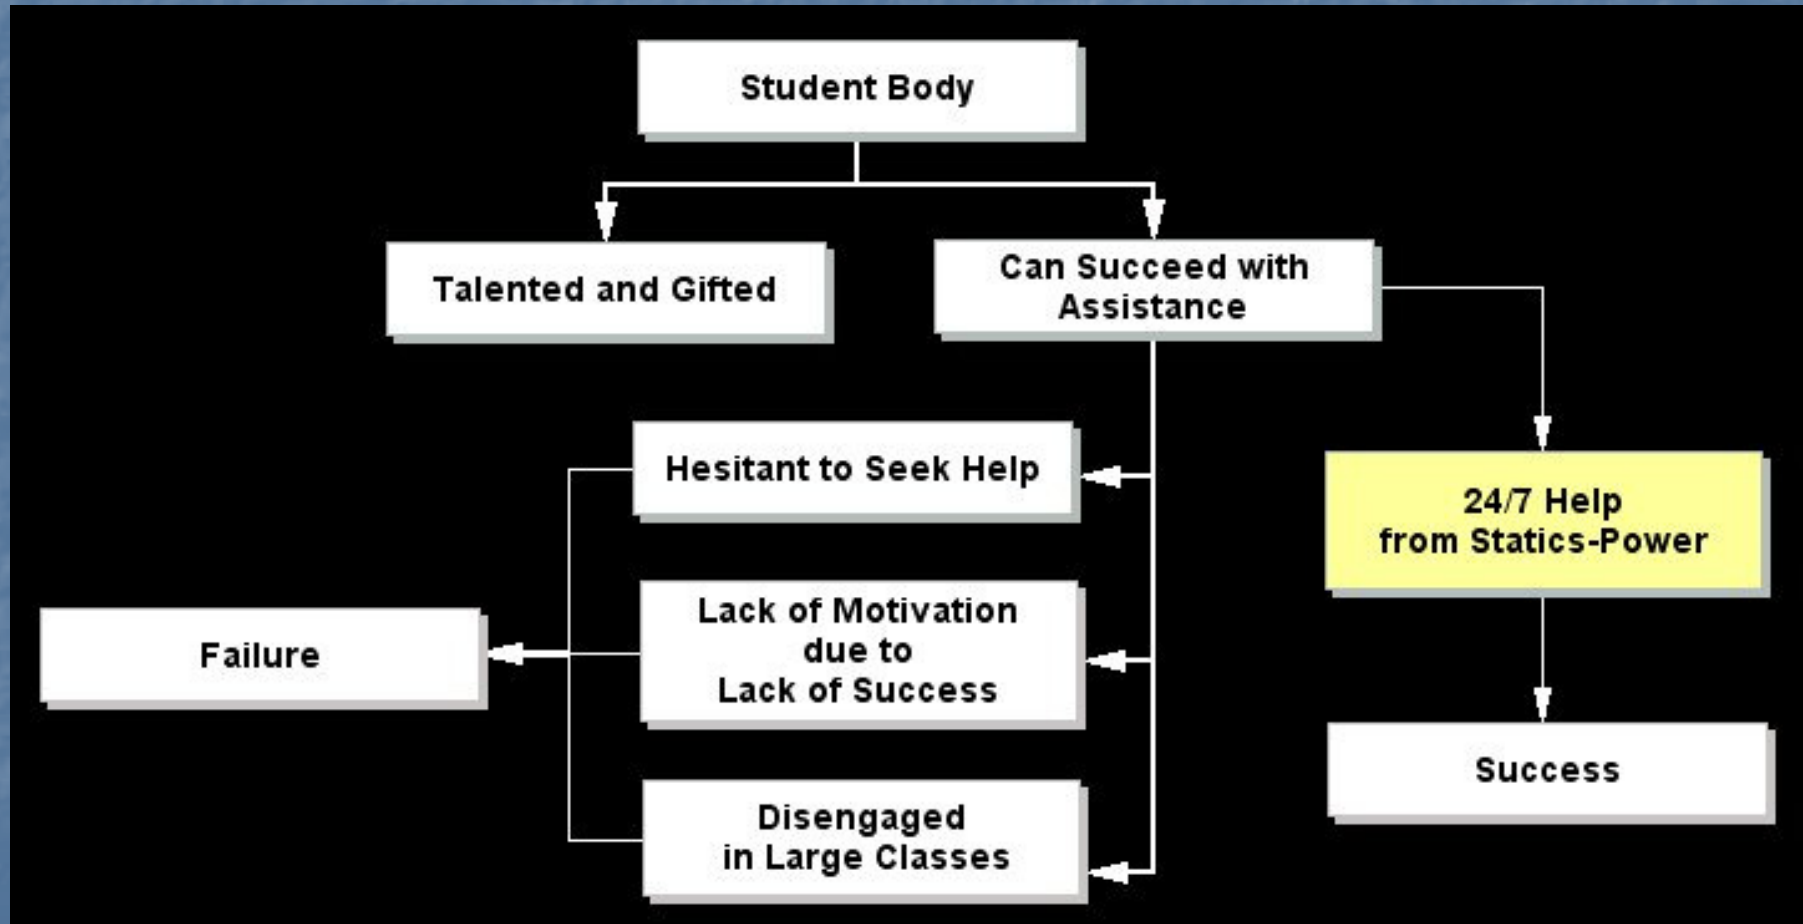 Student Body
Talented and Gifted
Can Succeed with
Assistance
Hesitant to Seek Help
24/7 Help
from Statics-Power
Lack of Motivation
due to
Lack of Success
Failure
Success
Disengaged
in Large Classes